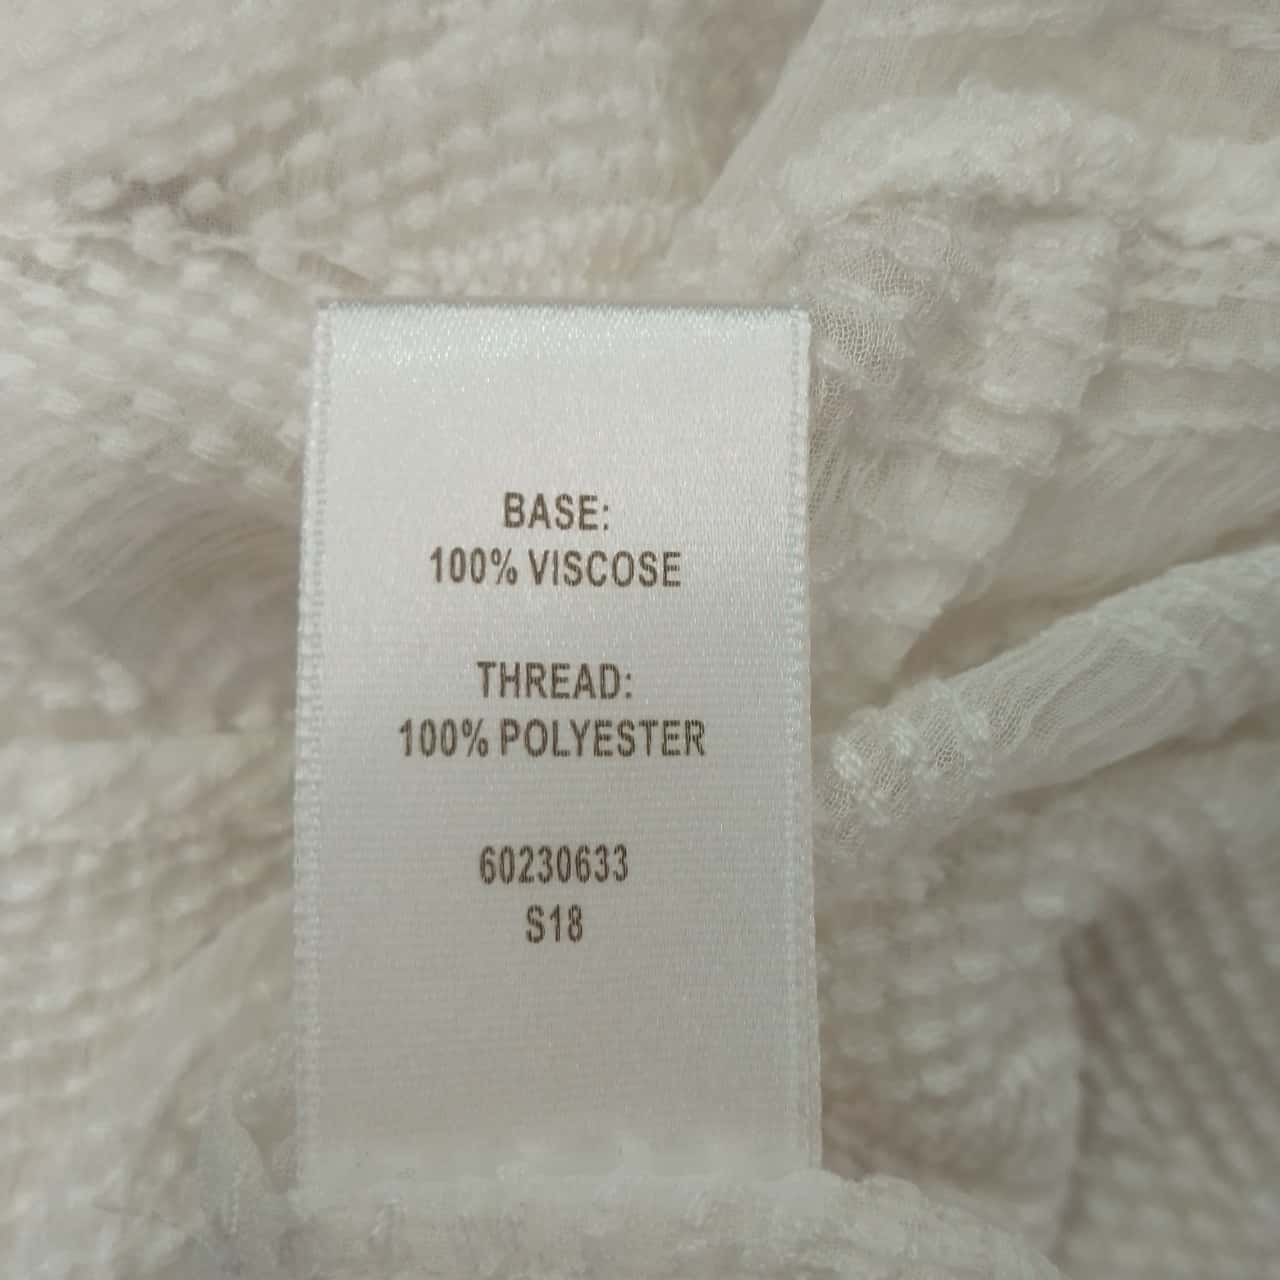 BASE:
100% VISCOSE
THREAD:
100% POLYESTER
60230633
S18